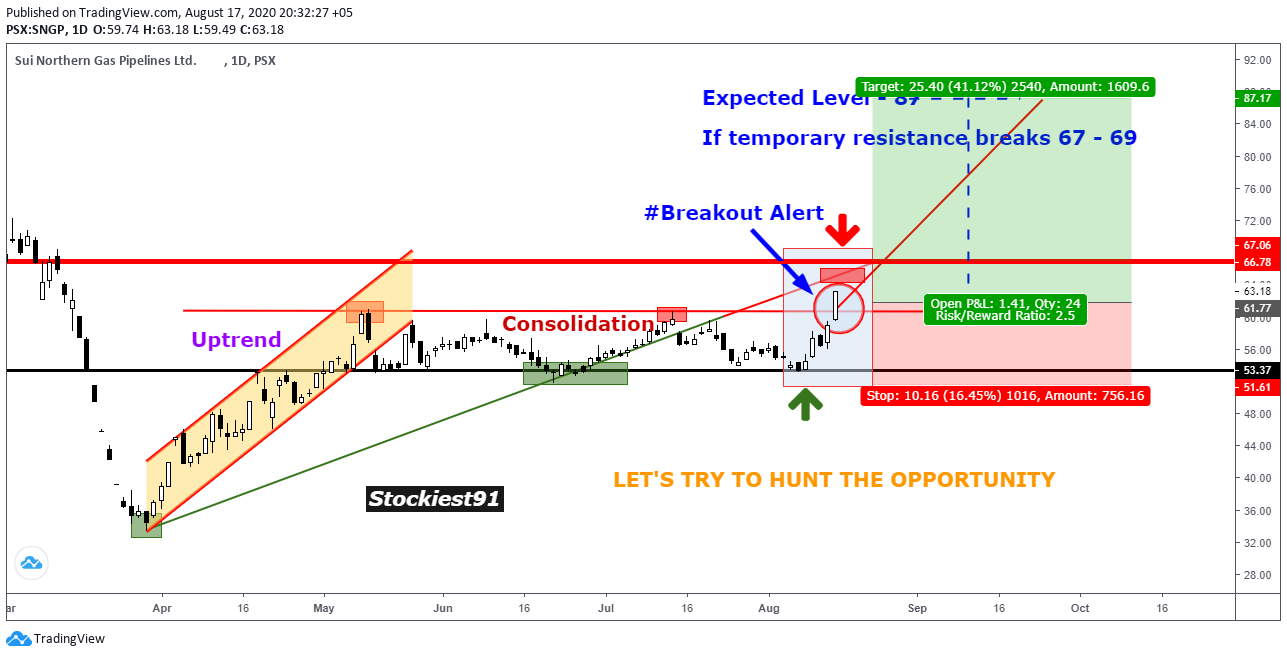 Published on TradingView.com, August 17, 2020 20:32:27 +05
PSX:SNGP, 1D O:59.74 H:63.18 L:59.49 C:63.18
Sui Northern Gas Pipelines Ltd. , 1D, PSX
92.00
Target: 25.40 (41.12%) 2540, Amount: 1609.6
Expected Level - 87
87.17
84.00
If temporary resistance breaks 67 - 69
80.00
76.00
72.00
#Breakout Alert
67.06
66.78
63.18
Open P&L: 1.41, Qty: 24
Risk/Reward Ratio: 2.5
61.77
60.00
Consolidation
Uptrend
56.00
53.37
51.61
Stop: 10.16 (16.45%) 1016, Amount: 756.16
48.00
44.00
LET'S TRY TO HUNT THE OPPORTUNITY
40.00
Stockiest91
36.00
32.00
28.00
ar Apr 16 May Jun 16 Jul 16 Aug Sep 16 Oct 16
TradingView